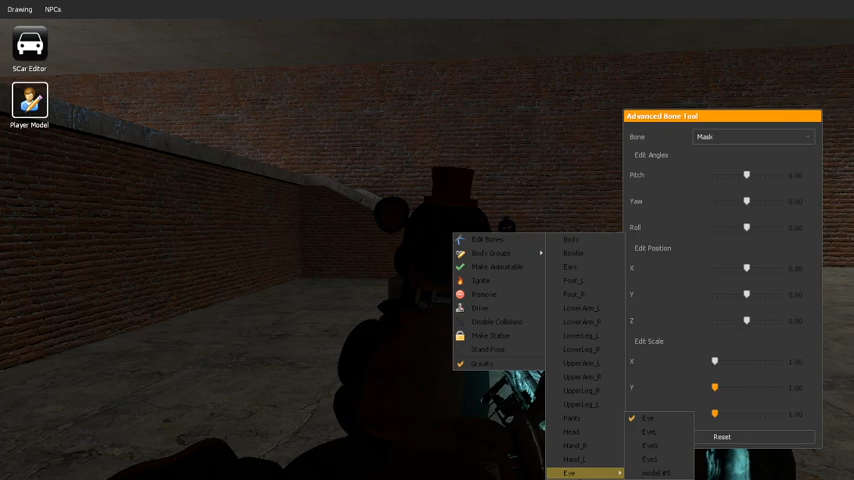 Drawing NPCs
SCar Editor
Player Model
Edit Bones
Body Groups
Make Animatable
Ignite
Remove
Drive
Disable Collisions
Make Statue
Stand Pose
Gravity
Body
Bowtie
Ears
Foot_L
Foot_R
LowerArm_L
LowerArm_R
LowerLeg_L
LowerLeg_R
UpperArm_L
UpperArm_R
UpperLeg_R
UpperLeg_L
Pants
Head
Hand_R
Hand_L
Eye
Eye
EyeL
EyeG
EyeS
model #5
Advanced Bone Tool
Bone Mask
Edit Angles
Pitch 0.00
Yaw 0.00
Roll 0.00
Edit Position
X 0.00
Y 0.00
Z 0.00
Edit Scale
X 1.00
Y 1.00
1.00
Reset